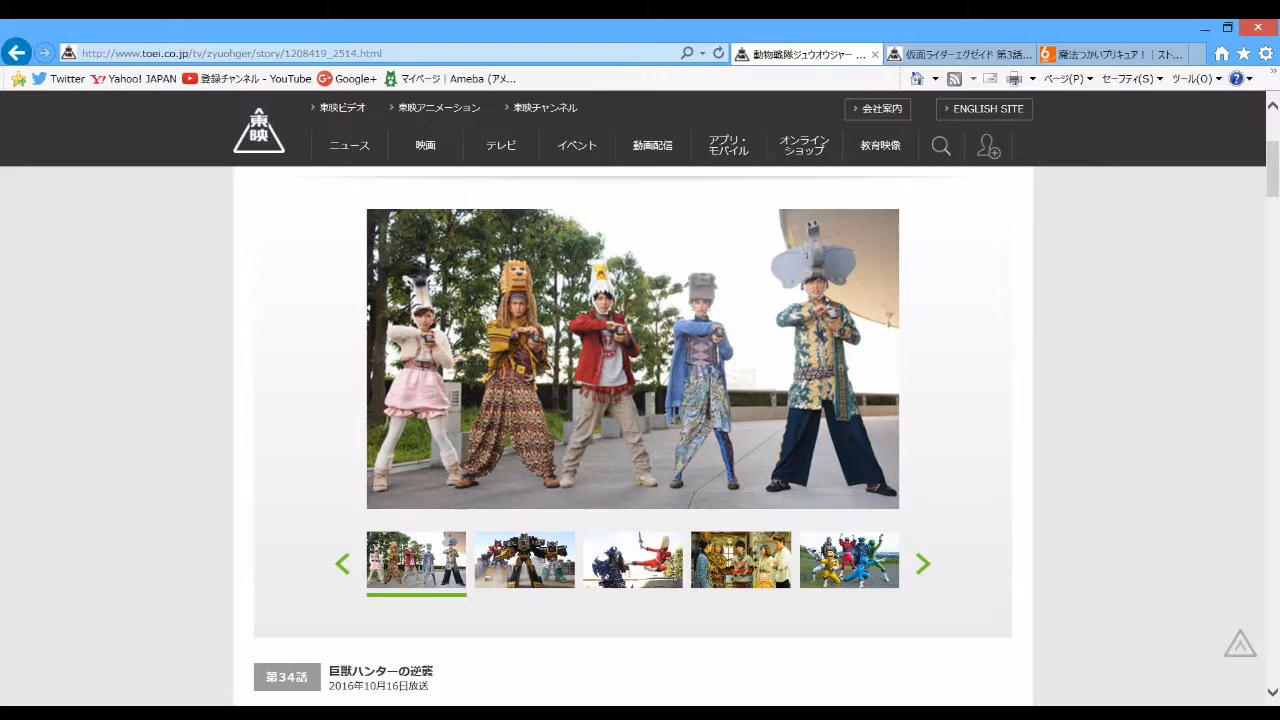 http://www.toei.co.jp/tv/zyuohger/story/1208419_2514.html
動物戦隊ジュウオウジャー ...
仮面ライダーエグゼイド 第3話...
魔法つかいプリキュア！｜スト...
Twitter
Yahoo! JAPAN
登録チャンネル - YouTube
Google+
マイページ｜Ameba (アメ...
ページ(P)
セーフティ(S)
ツール(O)
東映
東映ビデオ
東映アニメーション
東映チャンネル
会社案内
ENGLISH SITE
ニュース
映画
テレビ
イベント
動画配信
アプリ・
モバイル
オンライン
ショップ
教育映像
第34話
巨獣ハンターの逆襲
2016年10月16日放送